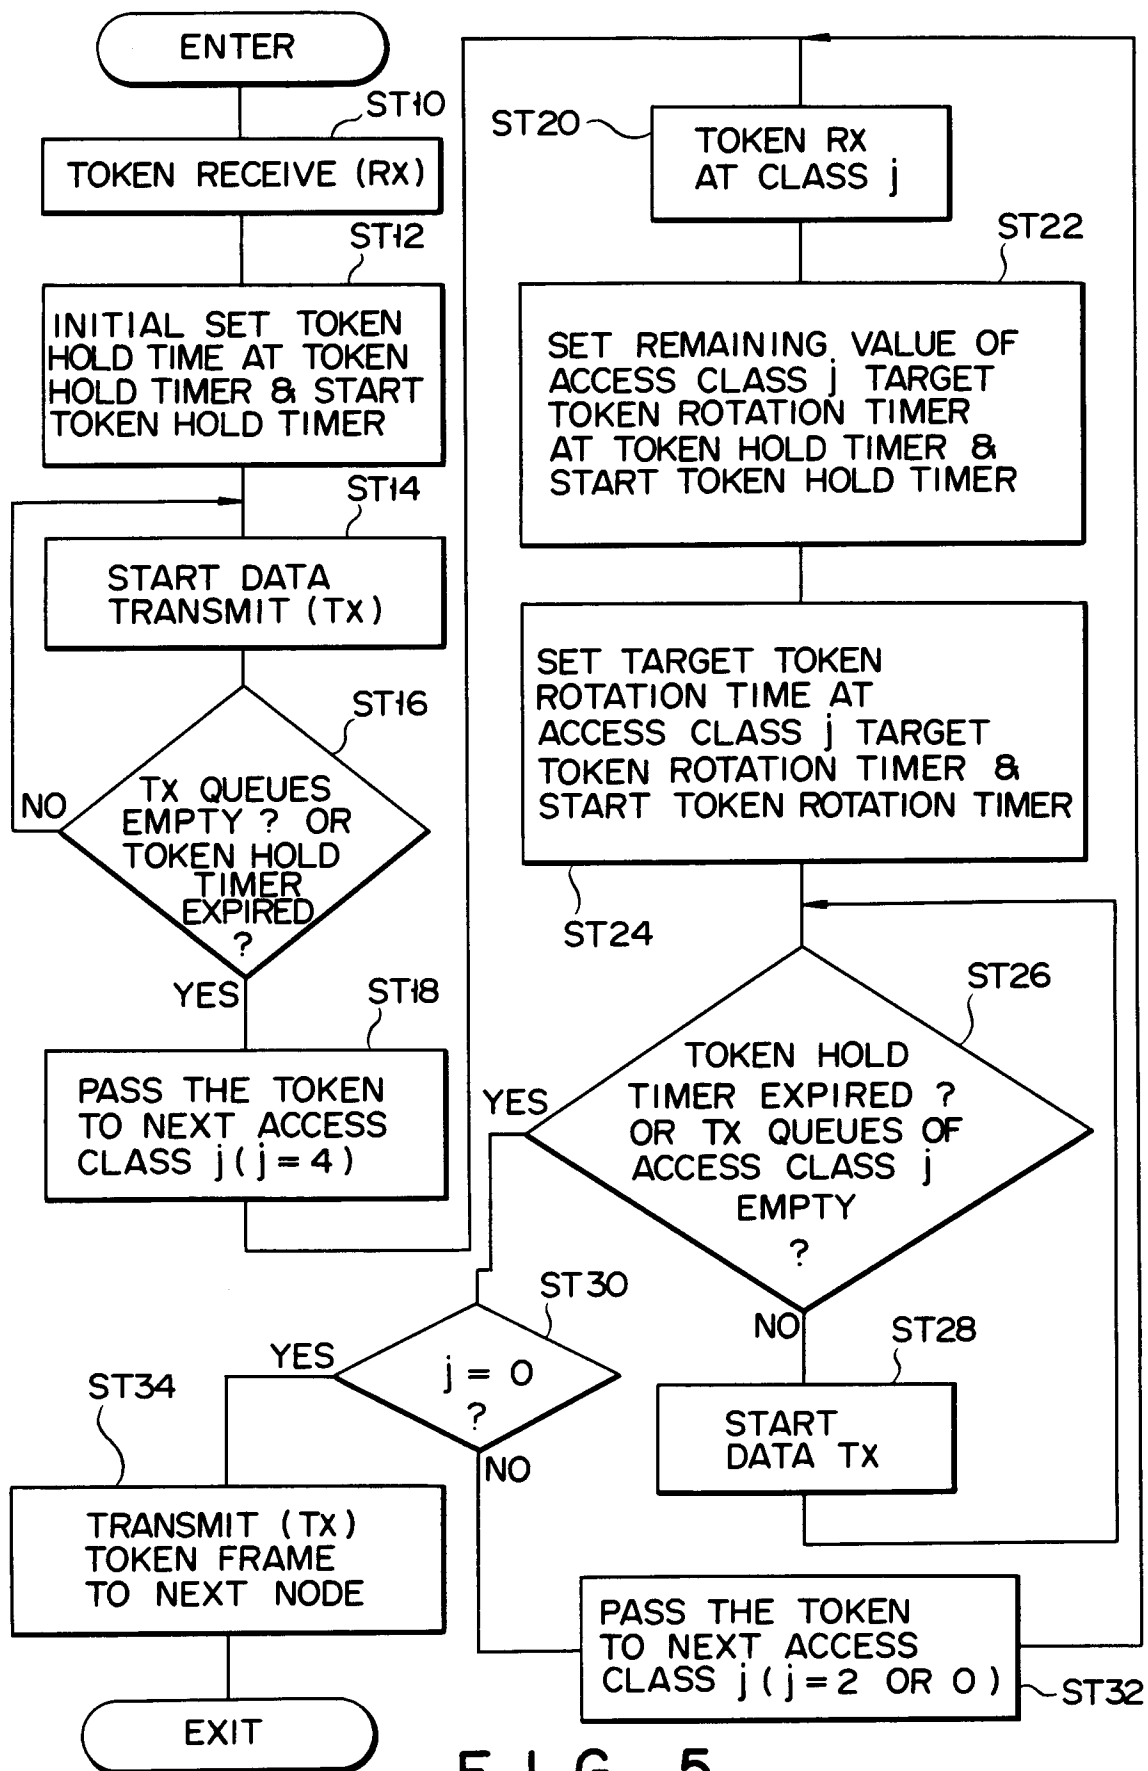 ENTER
ST10
TOKEN RECEIVE (RX)
ST12
INITIAL SET TOKEN
HOLD TIME AT TOKEN
HOLD TIMER & START
TOKEN HOLD TIMER
ST14
START DATA
TRANSMIT (TX)
ST16
NO
TX QUEUES
EMPTY ? OR
TOKEN HOLD
TIMER
EXPIRED
?
YES
ST18
PASS THE TOKEN
TO NEXT ACCESS
CLASS j (j = 4)
ST20
TOKEN RX
AT CLASS j
ST22
SET REMAINING VALUE OF
ACCESS CLASS j TARGET
TOKEN ROTATION TIMER
AT TOKEN HOLD TIMER &
START TOKEN HOLD TIMER
SET TARGET TOKEN
ROTATION TIME AT
ACCESS CLASS j TARGET
TOKEN ROTATION TIMER &
START TOKEN ROTATION TIMER
ST24
ST26
YES
TOKEN HOLD
TIMER EXPIRED ?
OR TX QUEUES OF
ACCESS CLASS j
EMPTY
?
NO
ST28
START
DATA TX
ST30
YES
j = 0
?
NO
ST34
TRANSMIT (TX)
TOKEN FRAME
TO NEXT NODE
PASS THE TOKEN
TO NEXT ACCESS
CLASS j (j=2 OR 0)
ST32
EXIT
FIG. 5